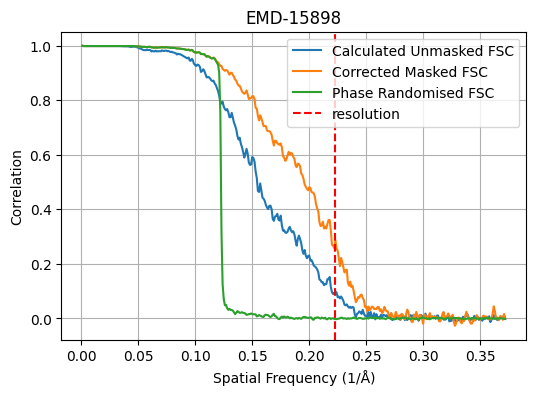 EMD-15898
Calculated Unmasked FSC
Corrected Masked FSC
Phase Randomised FSC
resolution
Correlation
1.0
0.8
0.6
0.4
0.2
0.0
0.00 0.05 0.10 0.15 0.20 0.25 0.30 0.35
Spatial Frequency (1/Å)